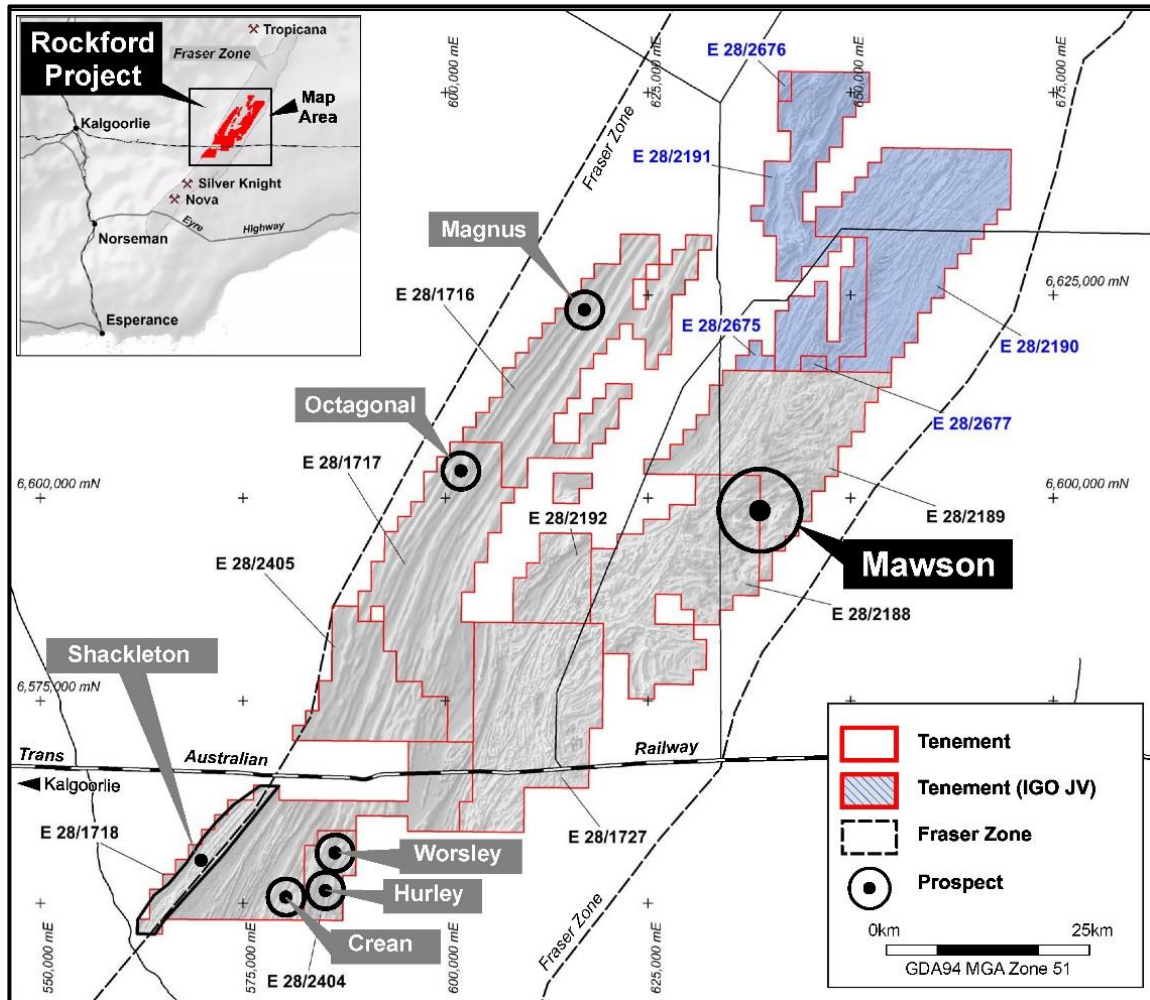 Rockford
Project
Fraser Zone
Tropicana
Map
Area
Kalgoorlie
Silver Knight
Nova
Eyre
Highway
Norseman
Esperance
600,000 mE
625,000 mE
650,000 mE
675,000 mE
Fraser Zone
E 28/2676
E 28/2191
Magnus
E 28/1716
6,625,000 mN
E 28/2675
E 28/2190
Octagonal
E 28/2677
E 28/1717
6,600,000 mN
6,600,000 mN
E 28/2192
E 28/2189
E 28/2405
Mawson
E 28/2188
Shackleton
6,575,000 mN
Trans
Australian
Railway
Kalgoorlie
E 28/1718
E 28/1727
Worsley
Hurley
Crean
E 28/2404
550,000 mE
575,000 mE
600,000 mE
625,000 mE
Fraser Zone
Tenement
Tenement (IGO JV)
Fraser Zone
Prospect
0km
25km
GDA94 MGA Zone 51